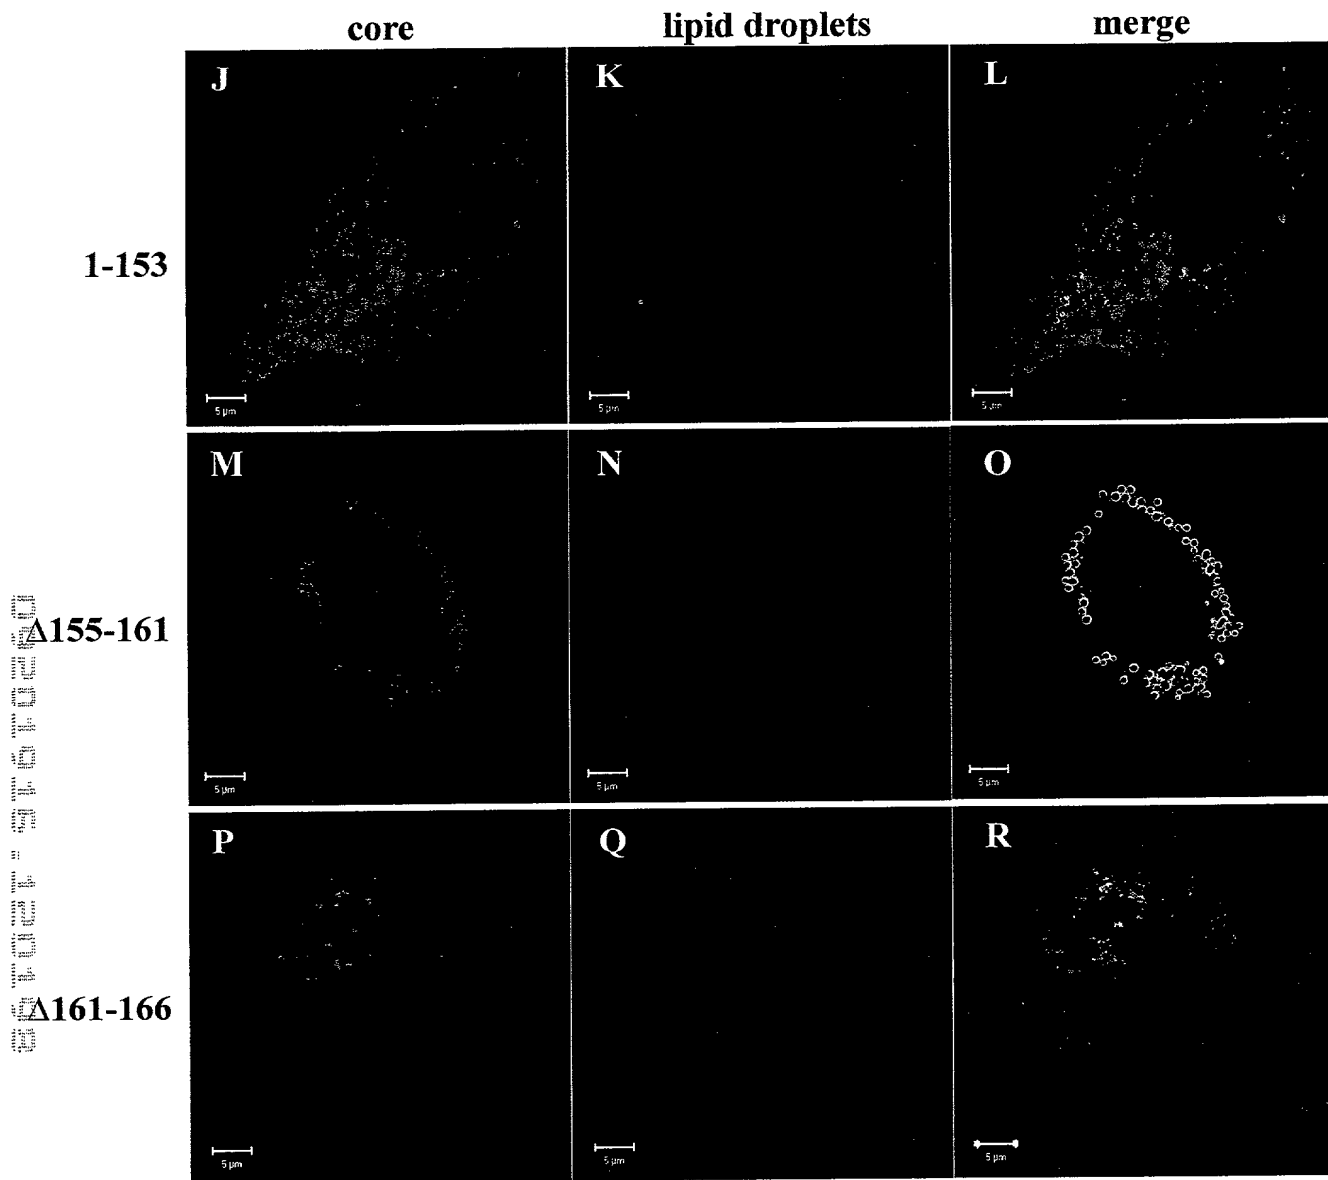 core lipid droplets merge
J K L
1-153
5 µm 5 µm 5 µm
M N O
Δ155-161
5 µm 5 µm 5 µm
P Q R
Δ161-166
5 µm 5 µm 5 µm